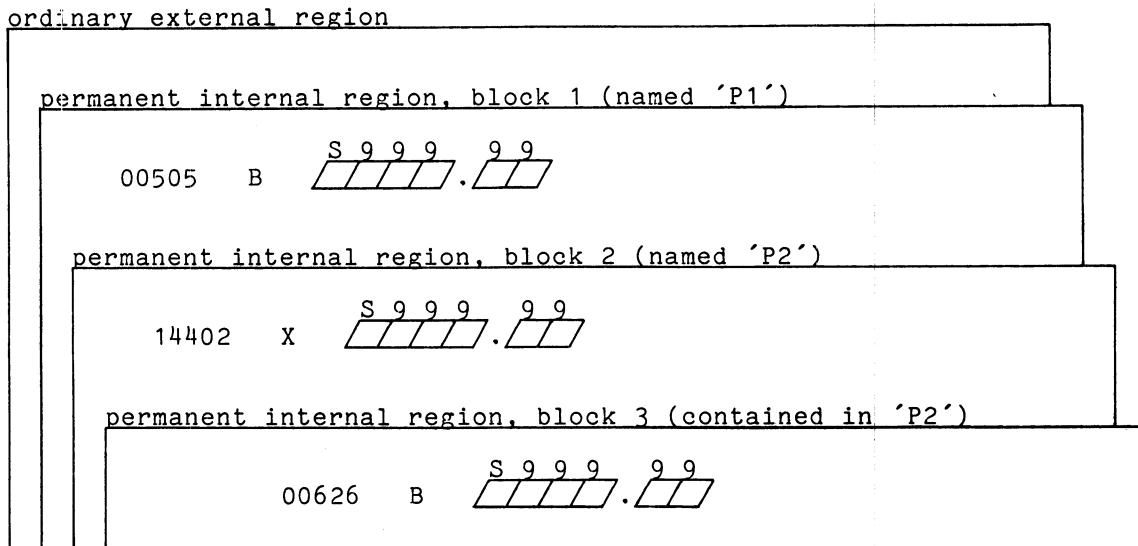 ordinary external region
permanent internal region, block 1 (named ´P1´)
S 9 9 9 9 9
00505 B .
permanent internal region, block 2 (named ´P2´)
S 9 9 9 9 9
14402 X .
permanent internal region, block 3 (contained in ´P2´)
S 9 9 9 9 9
00626 B .